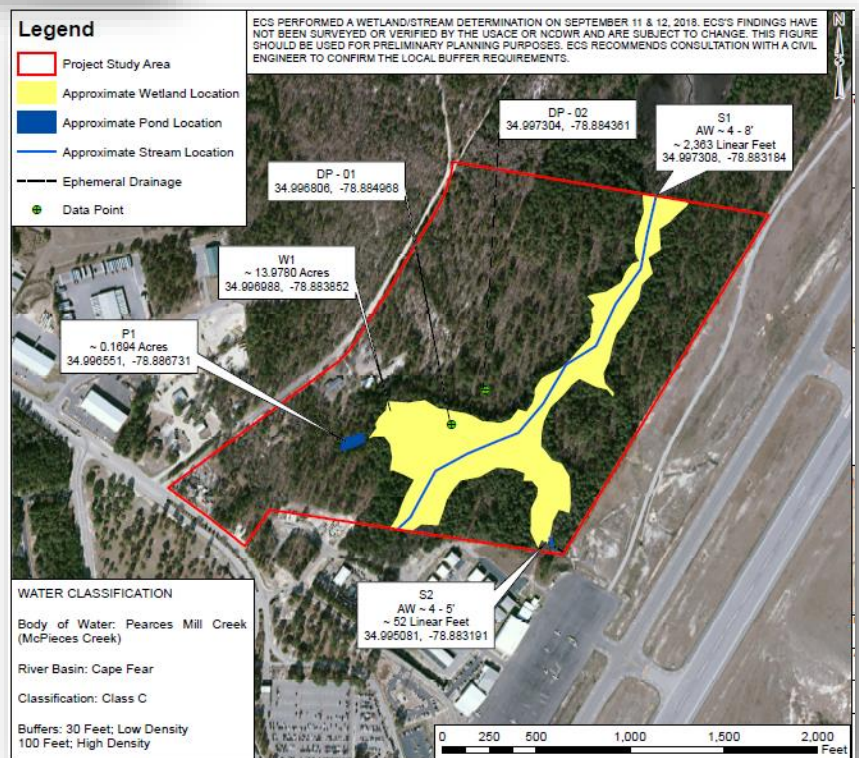 Legend
Project Study Area
Approximate Wetland Location
Approximate Pond Location
Approximate Stream Location
Ephemeral Drainage
Data Point
ECS PERFORMED A WETLAND/STREAM DETERMINATION ON SEPTEMBER 11 & 12, 2018. ECS'S FINDINGS HAVE
NOT BEEN SURVEYED OR VERIFIED BY THE USACE OR NCDWR AND ARE SUBJECT TO CHANGE. THIS FIGURE
SHOULD BE USED FOR PRELIMINARY PLANNING PURPOSES. ECS RECOMMENDS CONSULTATION WITH A CIVIL
ENGINEER TO CONFIRM THE LOCAL BUFFER REQUIREMENTS.
N
DP - 02
34.997304, -78.884361
S1
AW ~ 4 - 8'
~ 2,363 Linear Feet
34.997308, -78.883184
DP - 01
34.996806, -78.884968
W1
~ 13.9780 Acres
34.996988, -78.883852
P1
~ 0.1694 Acres
34.996551, -78.886731
S2
AW ~ 4 - 5'
~ 52 Linear Feet
34.995081, -78.883191
WATER CLASSIFICATION
Body of Water: Pearces Mill Creek
(McPieces Creek)
River Basin: Cape Fear
Classification: Class C
Buffers: 30 Feet; Low Density
100 Feet; High Density
0 250 500 1,000 1,500 2,000
Feet